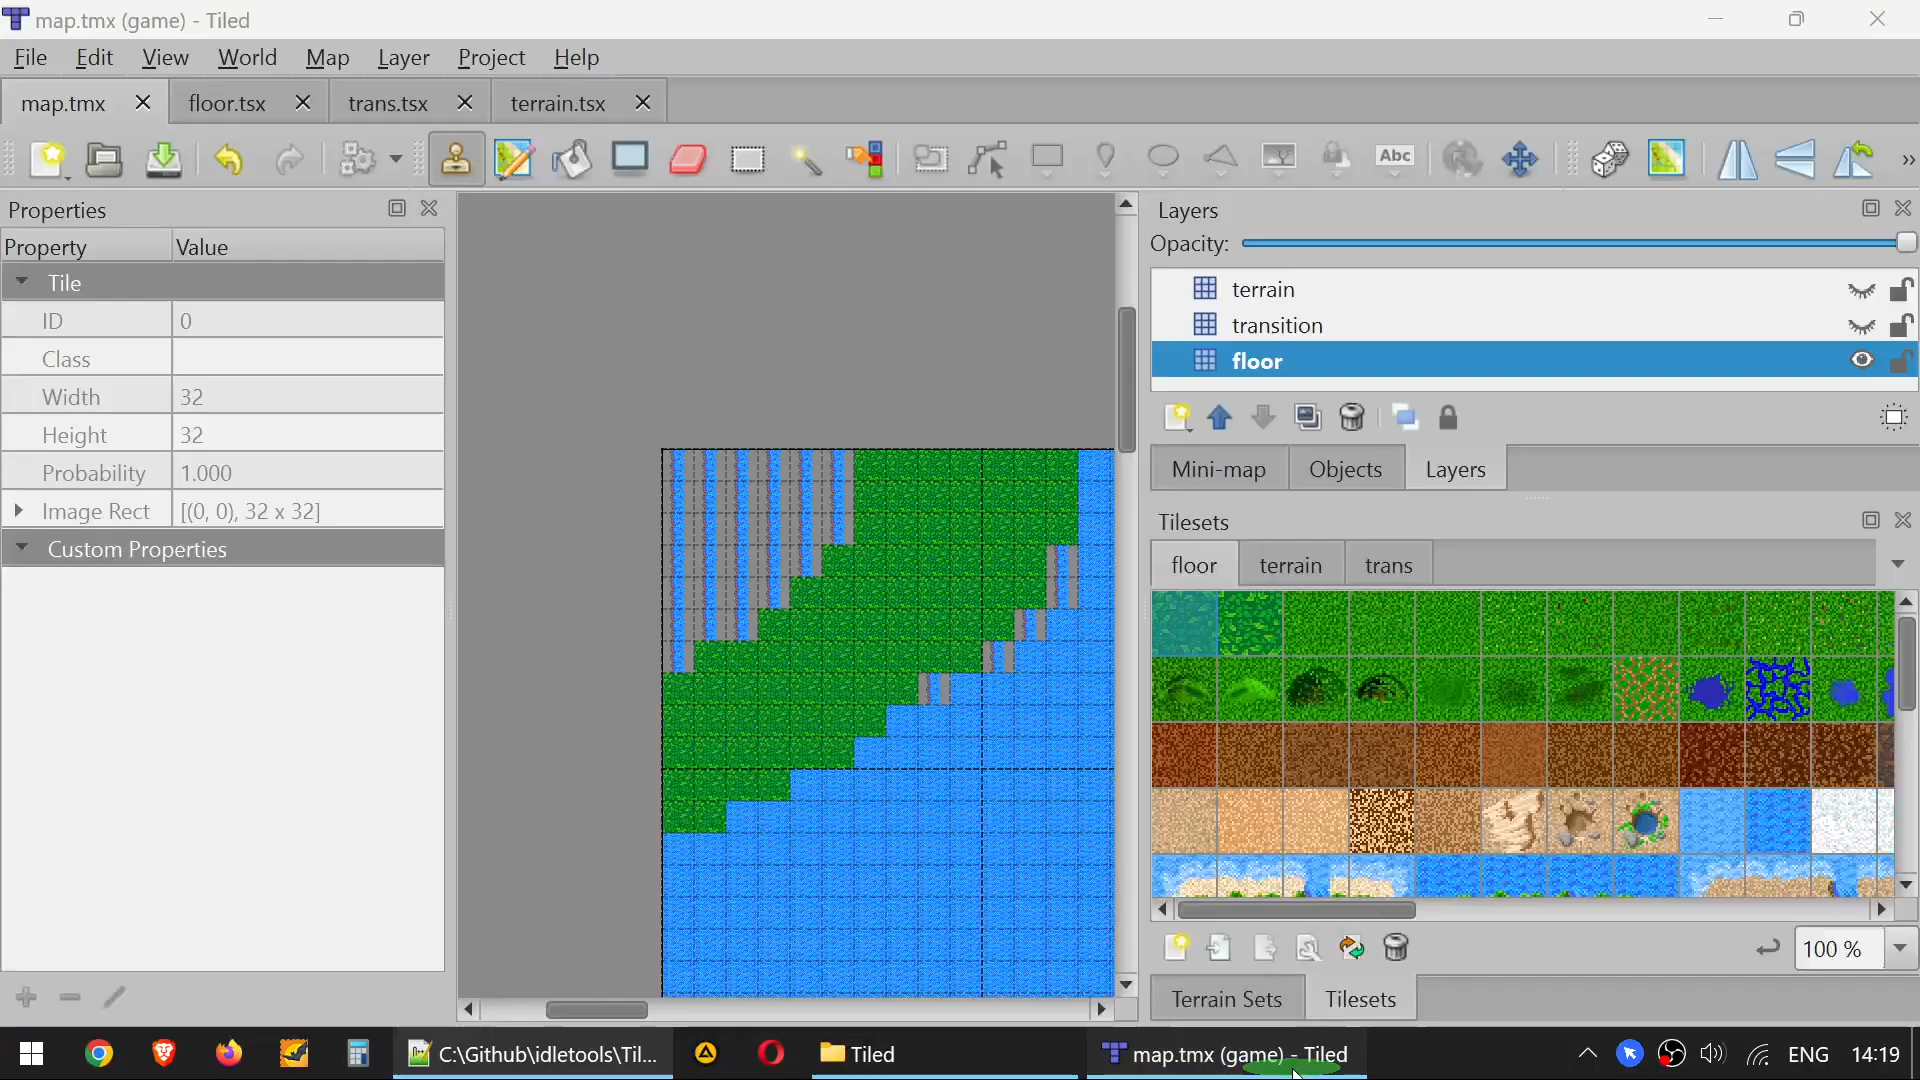 map.tmx (game) - Tiled
File Edit View World Map Layer Project Help
map.tmx floor.tsx trans.tsx terrain.tsx
Abc
Properties
Property Value
Tile
ID 0
Class
Width 32
Height 32
Probability 1.000
Image Rect [(0, 0), 32 x 32]
Custom Properties
Layers
Opacity:
terrain
transition
floor
Mini-map Objects Layers
Tilesets
floor terrain trans
100 %
Terrain Sets Tilesets
C:\Github\idletools\Til... Tiled map.tmx (game) - Tiled ENG 14:19